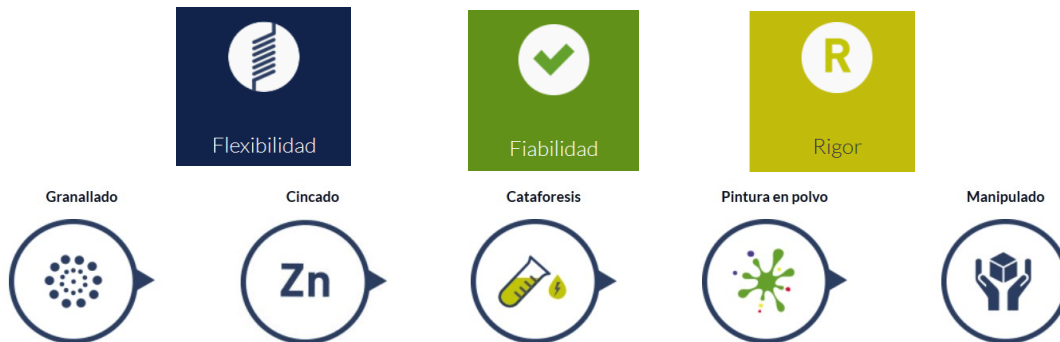 R
Flexibilidad
Fiabilidad
Rigor
Granallado
Cincado
Cataforesis
Pintura en polvo
Manipulado
Zn